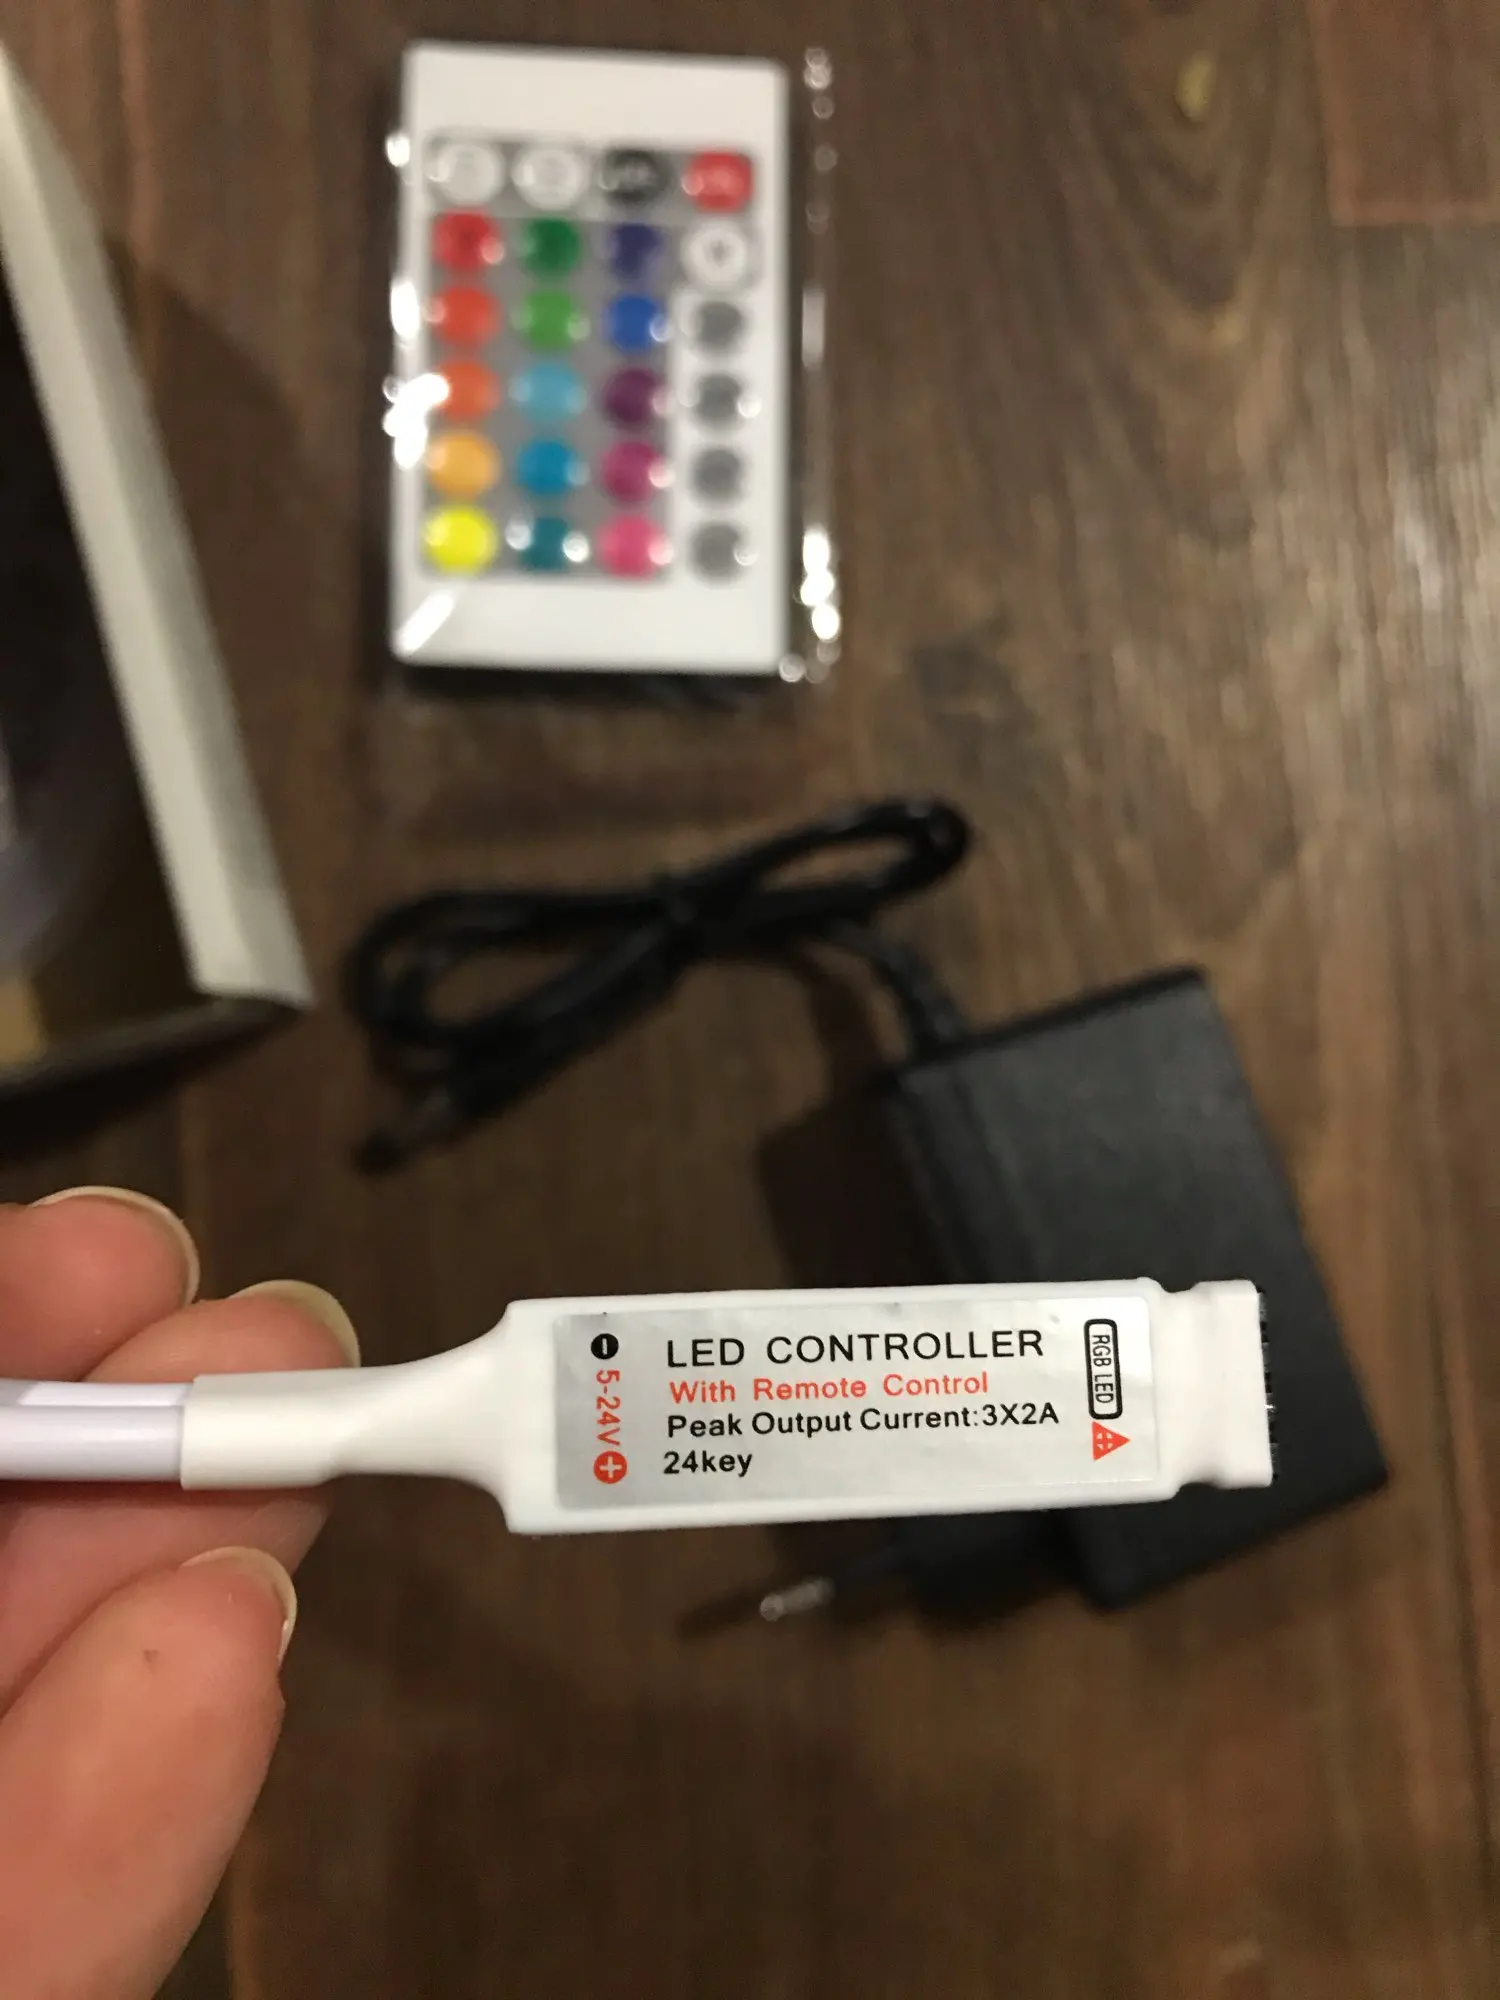 5-24V
LED CONTROLLER
With Remote Control
Peak Output Current:3X2A
24key
RGB LED